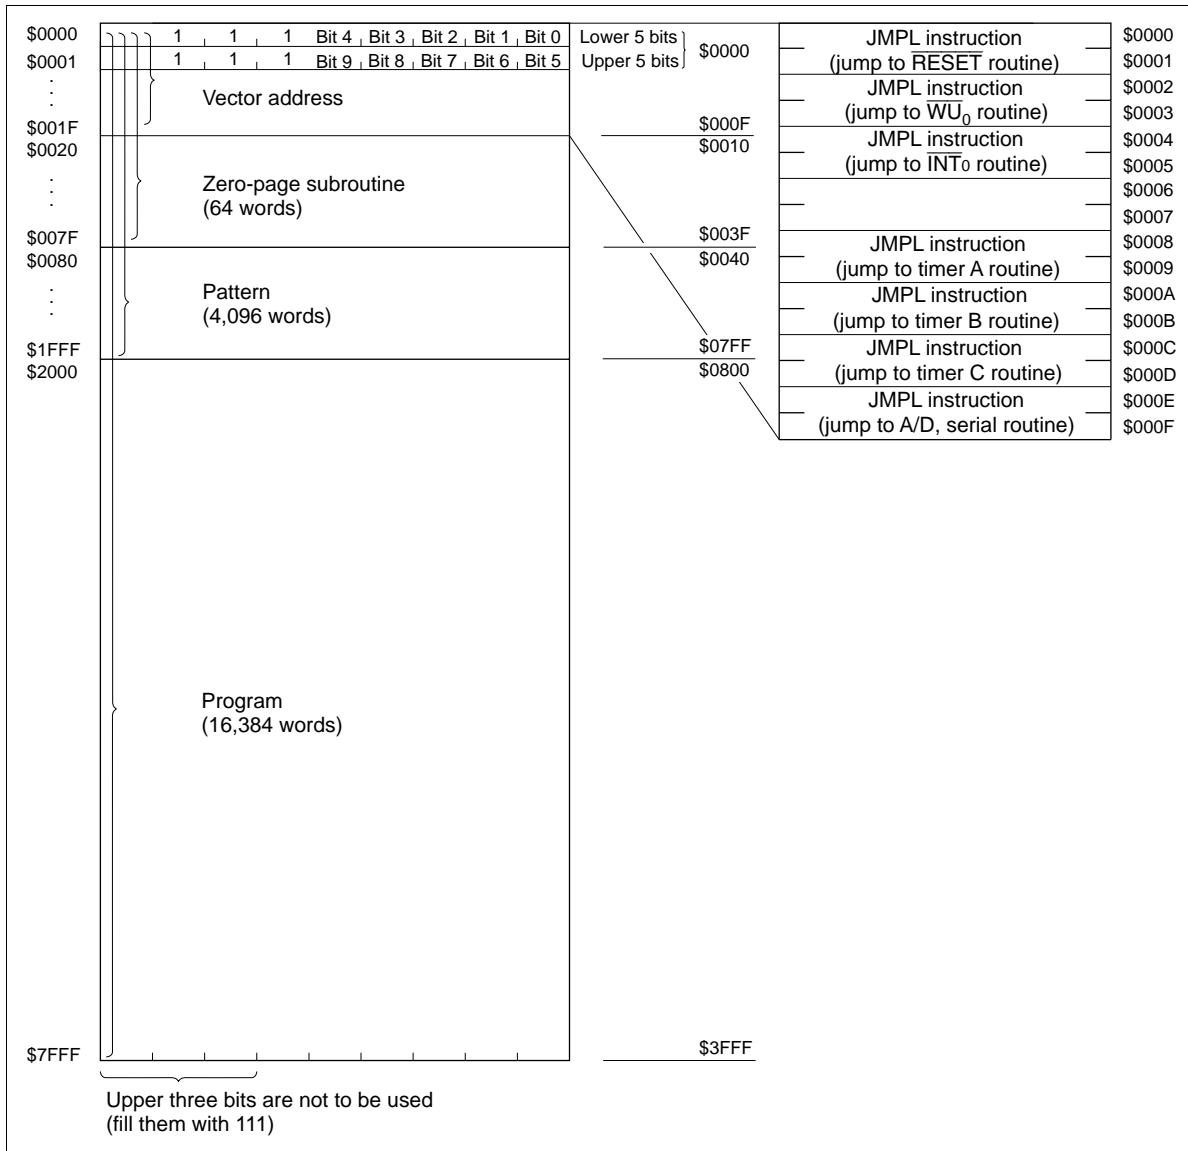 $0000
1 1 1 Bit 4 Bit 3 Bit 2 Bit 1 Bit 0
Lower 5 bits
$0001
1 1 1 Bit 9 Bit 8 Bit 7 Bit 6 Bit 5
Upper 5 bits
$0000
Vector address
$001F
$000F
$0020
$0010
Zero-page subroutine
(64 words)
$007F
$003F
$0080
$0040
Pattern
(4,096 words)
$1FFF
$07FF
$2000
$0800
Program
(16,384 words)
$7FFF
$3FFF
Upper three bits are not to be used
(fill them with 111)
JMPL instruction $0000
(jump to RESET routine) $0001
JMPL instruction $0002
(jump to WU0 routine) $0003
JMPL instruction $0004
(jump to INT0 routine) $0005
$0006
$0007
JMPL instruction $0008
(jump to timer A routine) $0009
JMPL instruction $000A
(jump to timer B routine) $000B
JMPL instruction $000C
(jump to timer C routine) $000D
JMPL instruction $000E
(jump to A/D, serial routine) $000F